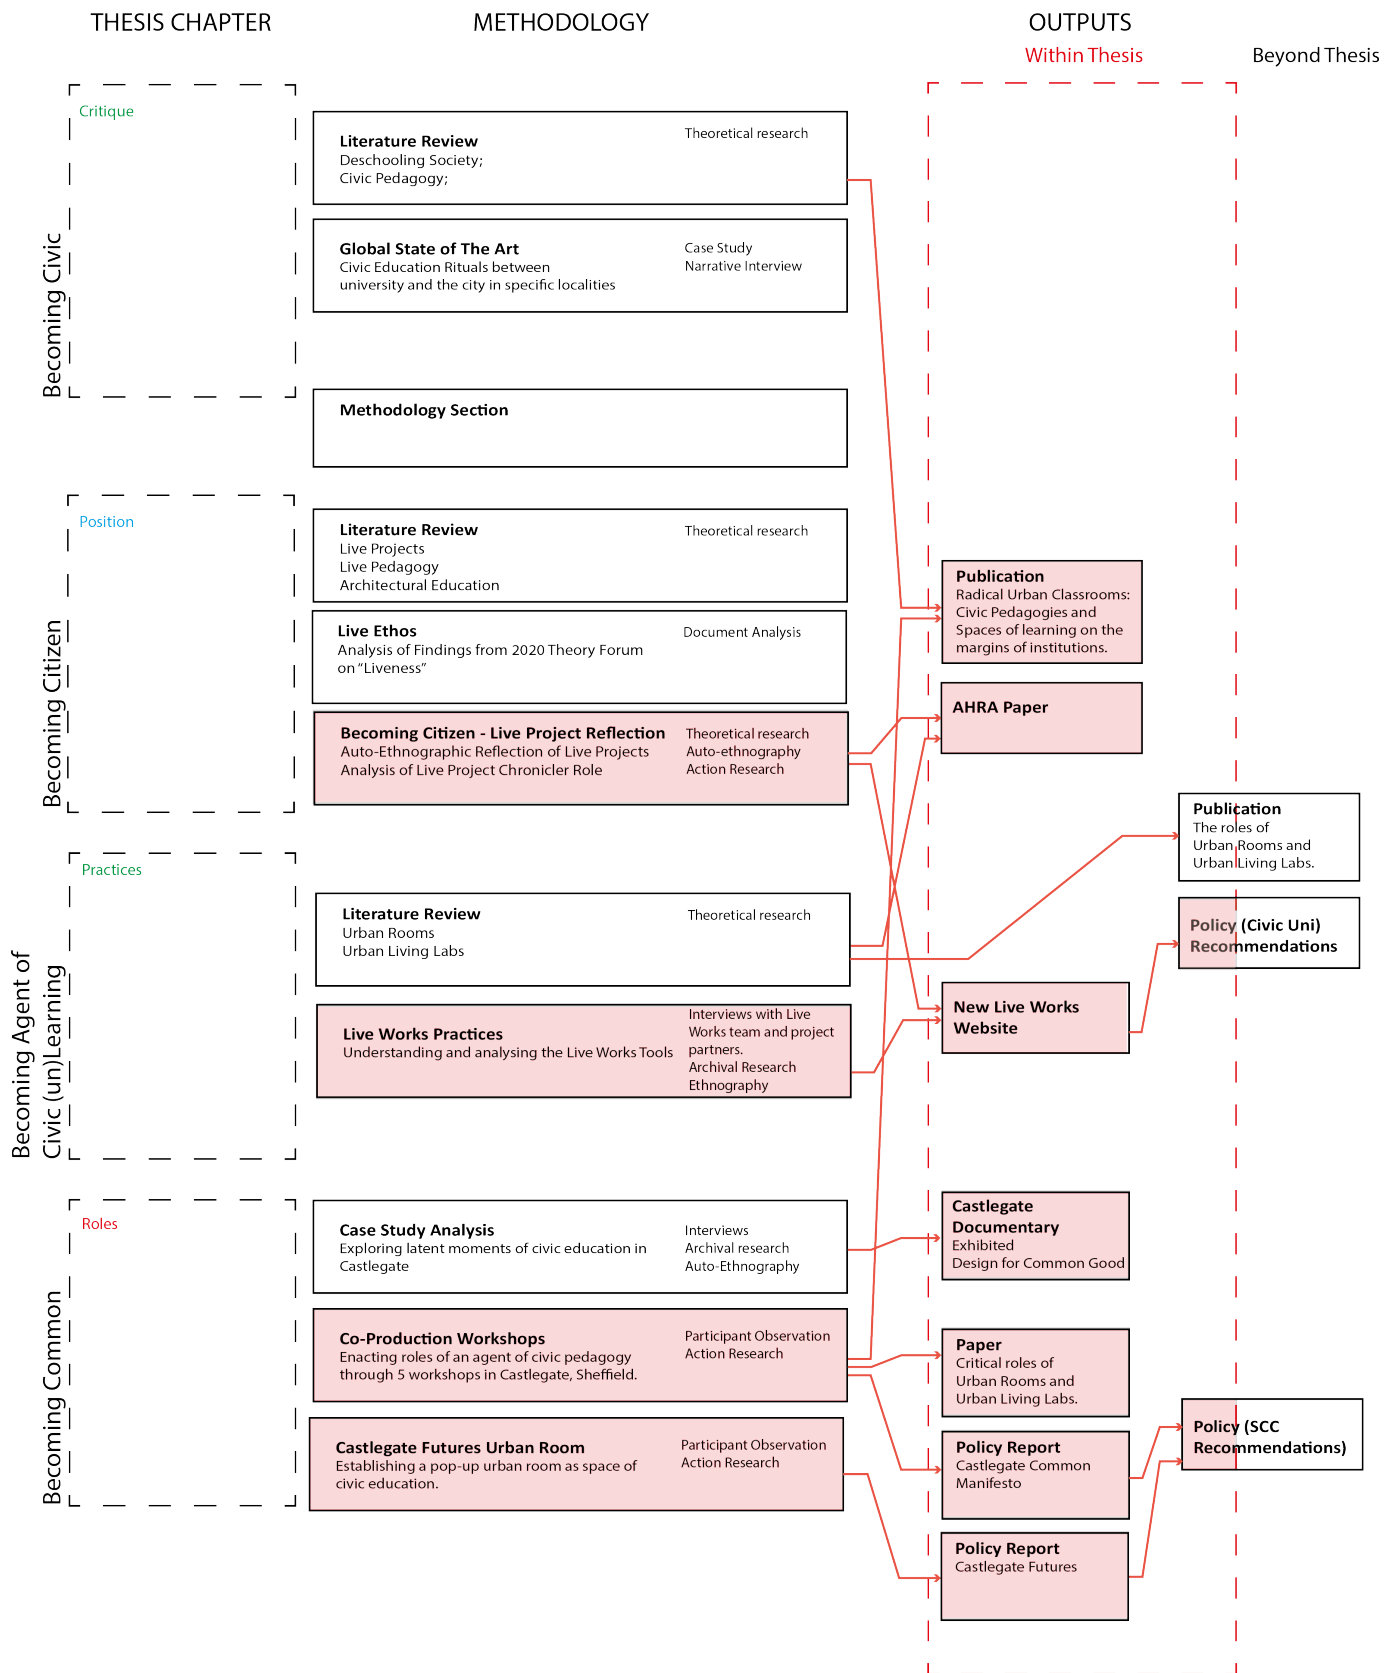 THESIS CHAPTER
METHODOLOGY
OUTPUTS
Within Thesis
Beyond Thesis
Becoming Civic
Critique
Literature Review
Deschooling Society;
Civic Pedagogy;
Theoretical research
Global State of The Art
Civic Education Rituals between
university and the city in specific localities
Case Study
Narrative Interview
Methodology Section
Becoming Citizen
Position
Literature Review
Live Projects
Live Pedagogy
Architectural Education
Theoretical research
Live Ethos
Analysis of Findings from 2020 Theory Forum
on “Liveness”
Document Analysis
Becoming Citizen - Live Project Reflection
Auto-Ethnographic Reflection of Live Projects
Analysis of Live Project Chronicler Role
Theoretical research
Auto-ethnography
Action Research
Becoming Agent of
Civic (un)Learning
Practices
Literature Review
Urban Rooms
Urban Living Labs
Theoretical research
Live Works Practices
Understanding and analysing the Live Works Tools
Interviews with Live
Works team and project
partners.
Archival Research
Ethnography
Becoming Common
Roles
Case Study Analysis
Exploring latent moments of civic education in
Castlegate
Interviews
Archival research
Auto-Ethnography
Co-Production Workshops
Enacting roles of an agent of civic pedagogy
through 5 workshops in Castlegate, Sheffield.
Participant Observation
Action Research
Castlegate Futures Urban Room
Establishing a pop-up urban room as space of
civic education.
Participant Observation
Action Research
Publication
Radical Urban Classrooms:
Civic Pedagogies and
Spaces of learning on the
margins of institutions.
AHRA Paper
New Live Works
Website
Castlegate
Documentary
Exhibited
Design for Common Good
Paper
Critical roles of
Urban Rooms and
Urban Living Labs.
Policy Report
Castlegate Common
Manifesto
Policy Report
Castlegate Futures
Publication
The roles of
Urban Rooms and
Urban Living Labs.
Policy (Civic Uni)
Recommendations
Policy (SCC
Recommendations)